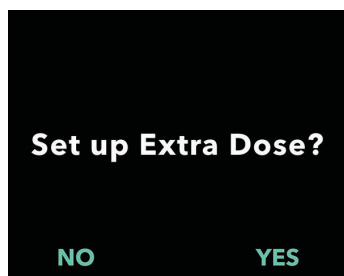 Set up Extra Dose?
NO YES